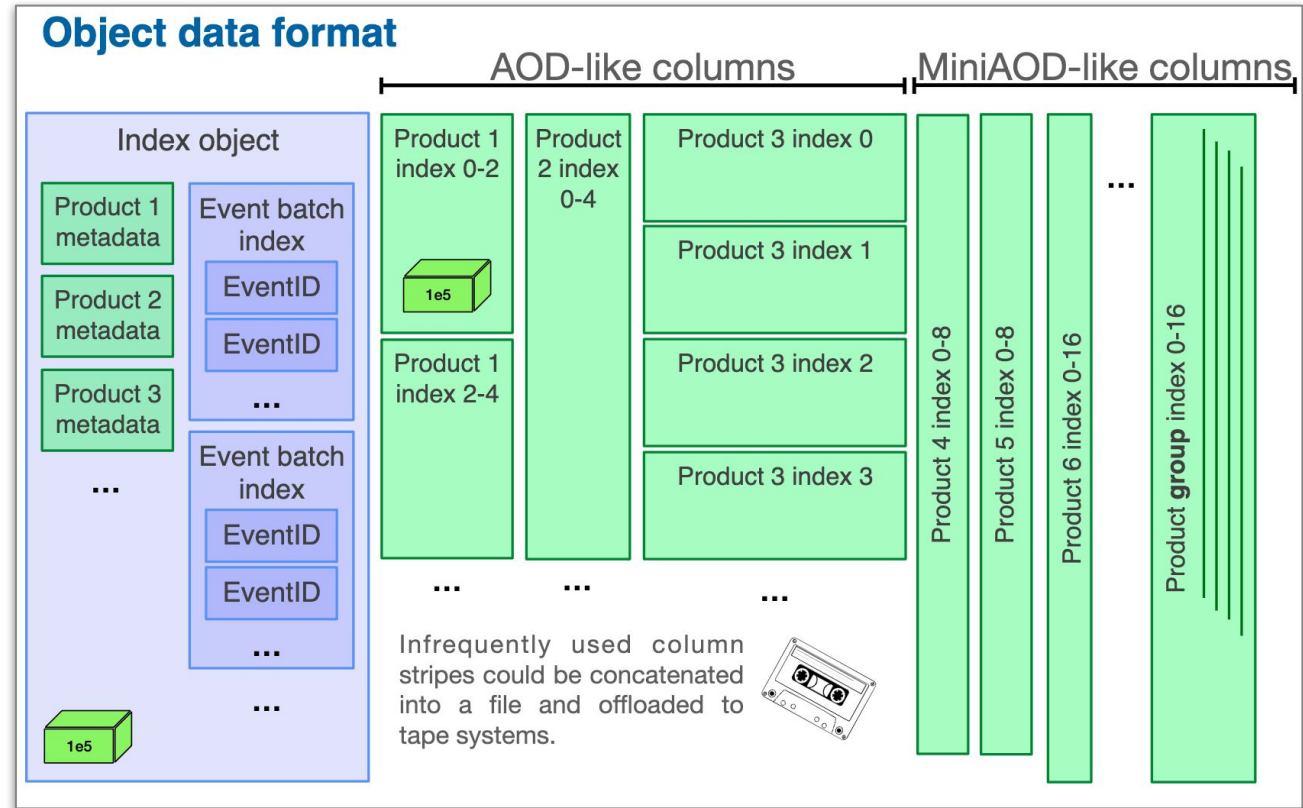 Object data format
AOD-like columns
MiniAOD-like columns
Index object
Product 1
metadata
Product 2
metadata
Product 3
metadata
...
Event batch
index
EventID
EventID
...
Event batch
index
EventID
EventID
...
...
1e5
Product 1
index 0-2
1e5
Product 1
index 2-4
...
Product
2 index
0-4
...
Product 3 index 0
Product 3 index 1
Product 3 index 2
Product 3 index 3
...
Infrequently used column
stripes could be concatenated
into a file and offloaded to
tape systems.
Product 4 index 0-8
Product 5 index 0-8
Product 6 index 0-16
...
Product group index 0-16